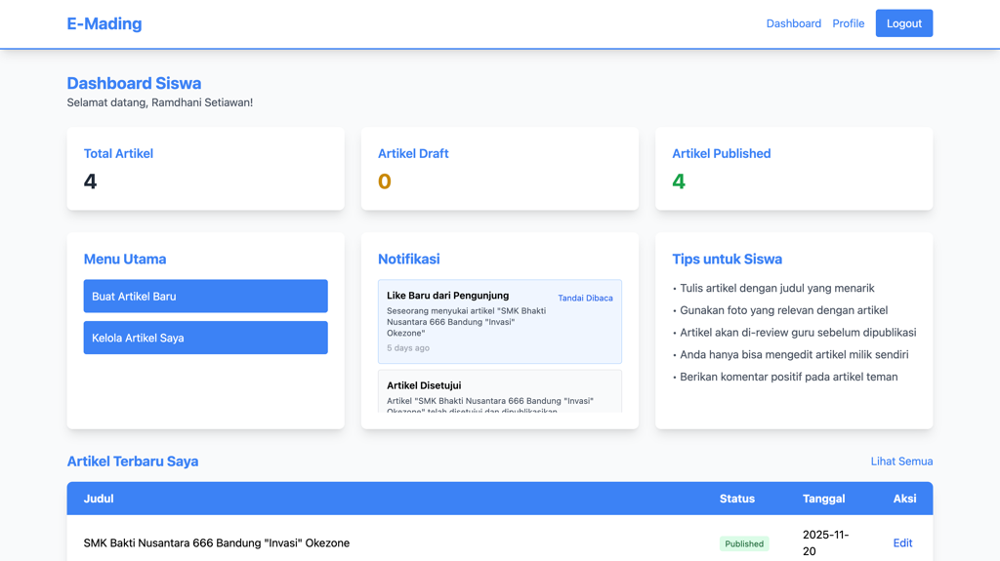 E-Mading
Dashboard
Profile
Logout
Dashboard Siswa
Selamat datang, Ramdhani Setiawan!
Total Artikel
4
Artikel Draft
0
Artikel Published
4
Menu Utama
Buat Artikel Baru
Kelola Artikel Saya
Notifikasi
Like Baru dari Pengunjung
Tandai Dibaca
Seseorang menyukai artikel "SMK Bhakti
Nusantara 666 Bandung "Invasi"
Okezone"
5 days ago
Artikel Disetujui
Artikel "SMK Bhakti Nusantara 666 Bandung "Invasi"
Okezone" telah disetujui dan dipublikasikan
Tips untuk Siswa
• Tulis artikel dengan judul yang menarik
• Gunakan foto yang relevan dengan artikel
• Artikel akan di-review guru sebelum dipublikasi
• Anda hanya bisa mengedit artikel milik sendiri
• Berikan komentar positif pada artikel teman
Artikel Terbaru Saya
Lihat Semua
Judul
Status
Tanggal
Aksi
SMK Bakti Nusantara 666 Bandung "Invasi" Okezone
Published
2025-11-
20
Edit